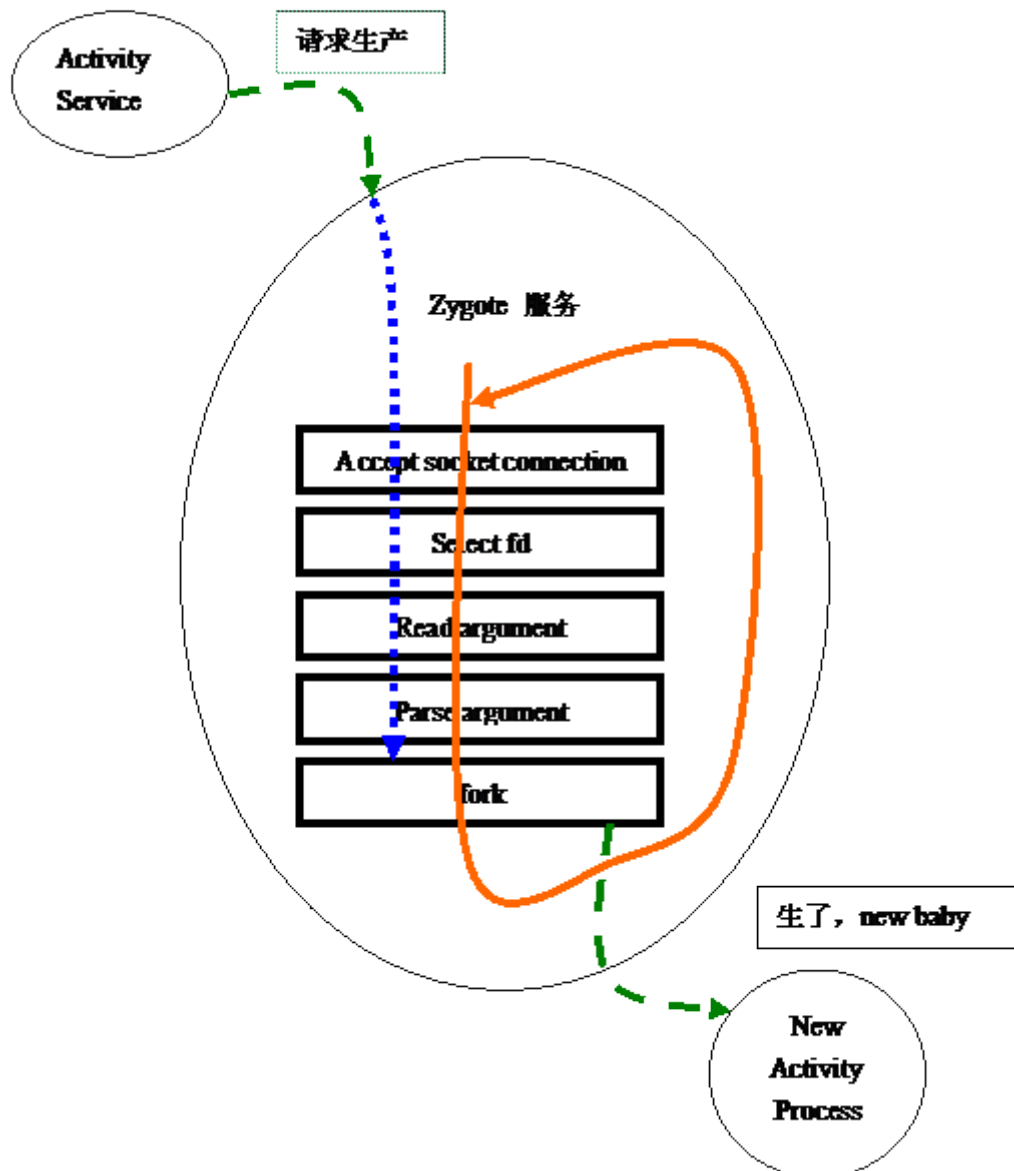 请求生产
Activity
Service
Zygote 服务
Accept socket connection
Select fd
Read argument
Parse argument
fork
生了，new baby
New
Activity
Process